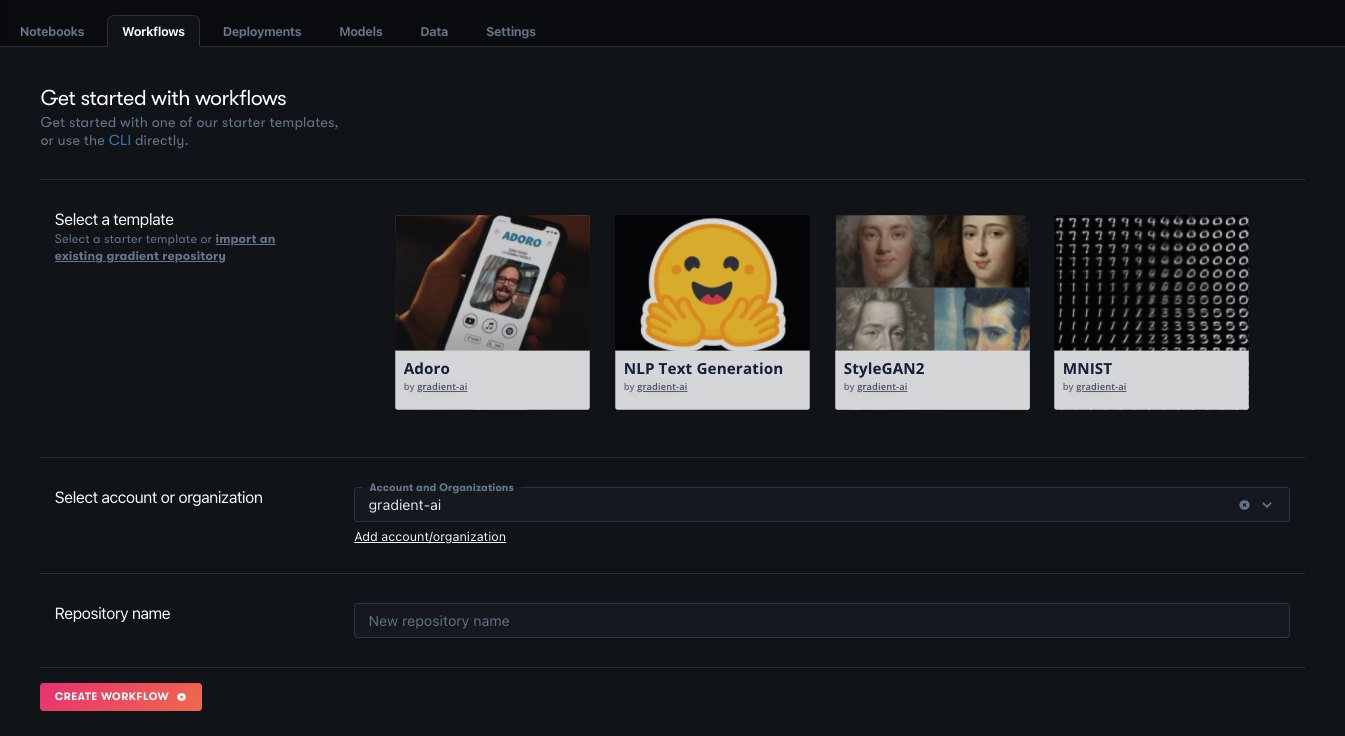 Notebooks Workflows Deployments Models Data Settings
Get started with workflows
Get started with one of our starter templates,
or use the CLI directly.
Select a template
Select a starter template or import an
existing gradient repository
ADORO
Adoro
by gradient-ai
NLP Text Generation
by gradient-ai
StyleGAN2
by gradient-ai
MNIST
by gradient-ai
Select account or organization
Account and Organizations
gradient-ai
Add account/organization
Repository name
New repository name
CREATE WORKFLOW